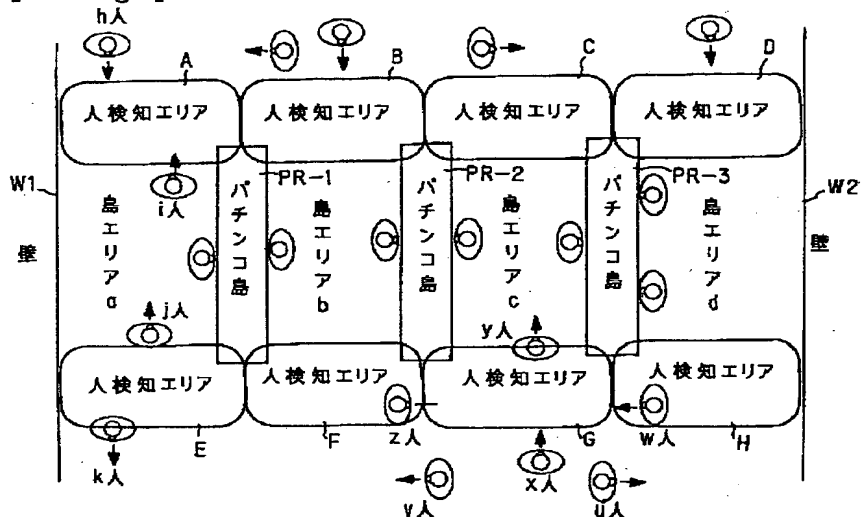 h人
A
B
C
D
人検知エリア
人検知エリア
人検知エリア
人検知エリア
W1
PR-1
PR-2
PR-3
W2
i人
壁
島エリアa
パチンコ島
島エリアb
パチンコ島
島エリアc
パチンコ島
島エリアd
壁
j人
y人
人検知エリア
人検知エリア
人検知エリア
人検知エリア
k人
E
F
z人
G
w人
H
v人
x人
u人